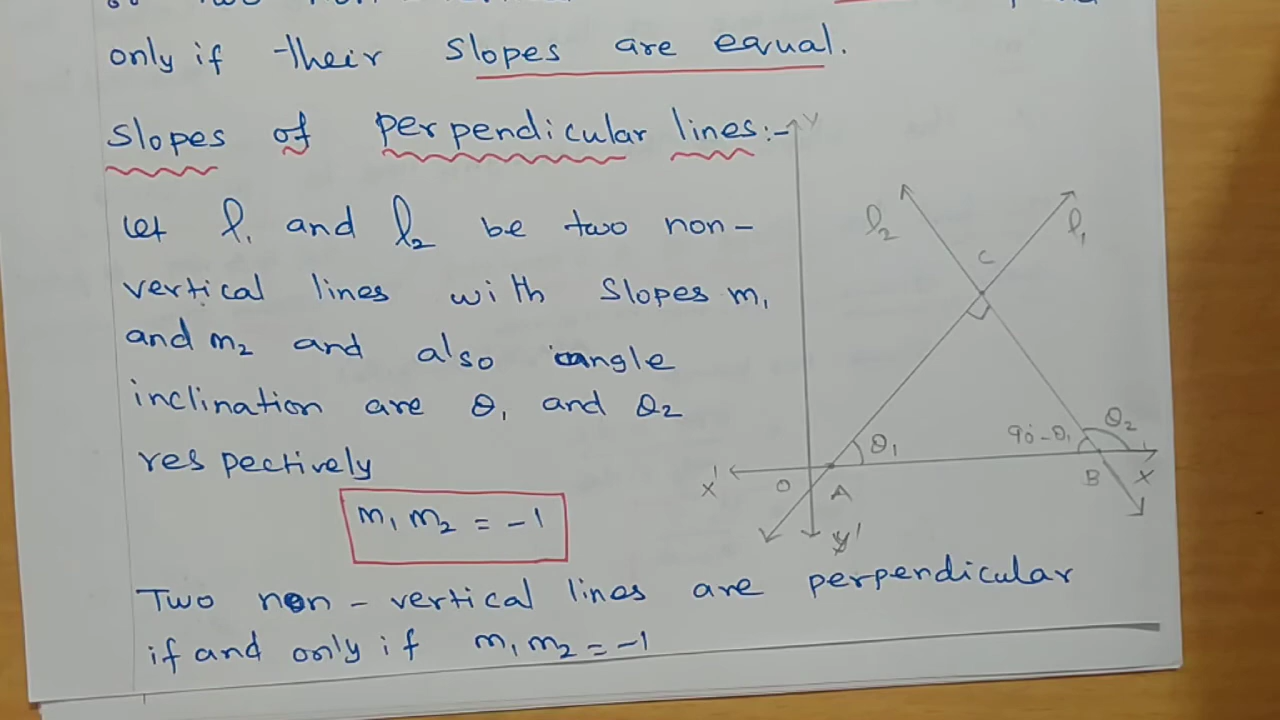 only if their slopes are equal.
Slopes of perpendicular lines:-
Let l₁ and l₂ be two non-
vertical lines with slopes m₁
and m₂ and also angle
inclination are θ₁ and θ₂
respectively
m₁ m₂ = -1
Two non-vertical lines are perpendicular
if and only if m₁ m₂ = -1
Y
l₂
l₁
C
θ₁
90°-θ₁
θ₂
X'
O
A
B
X
y'